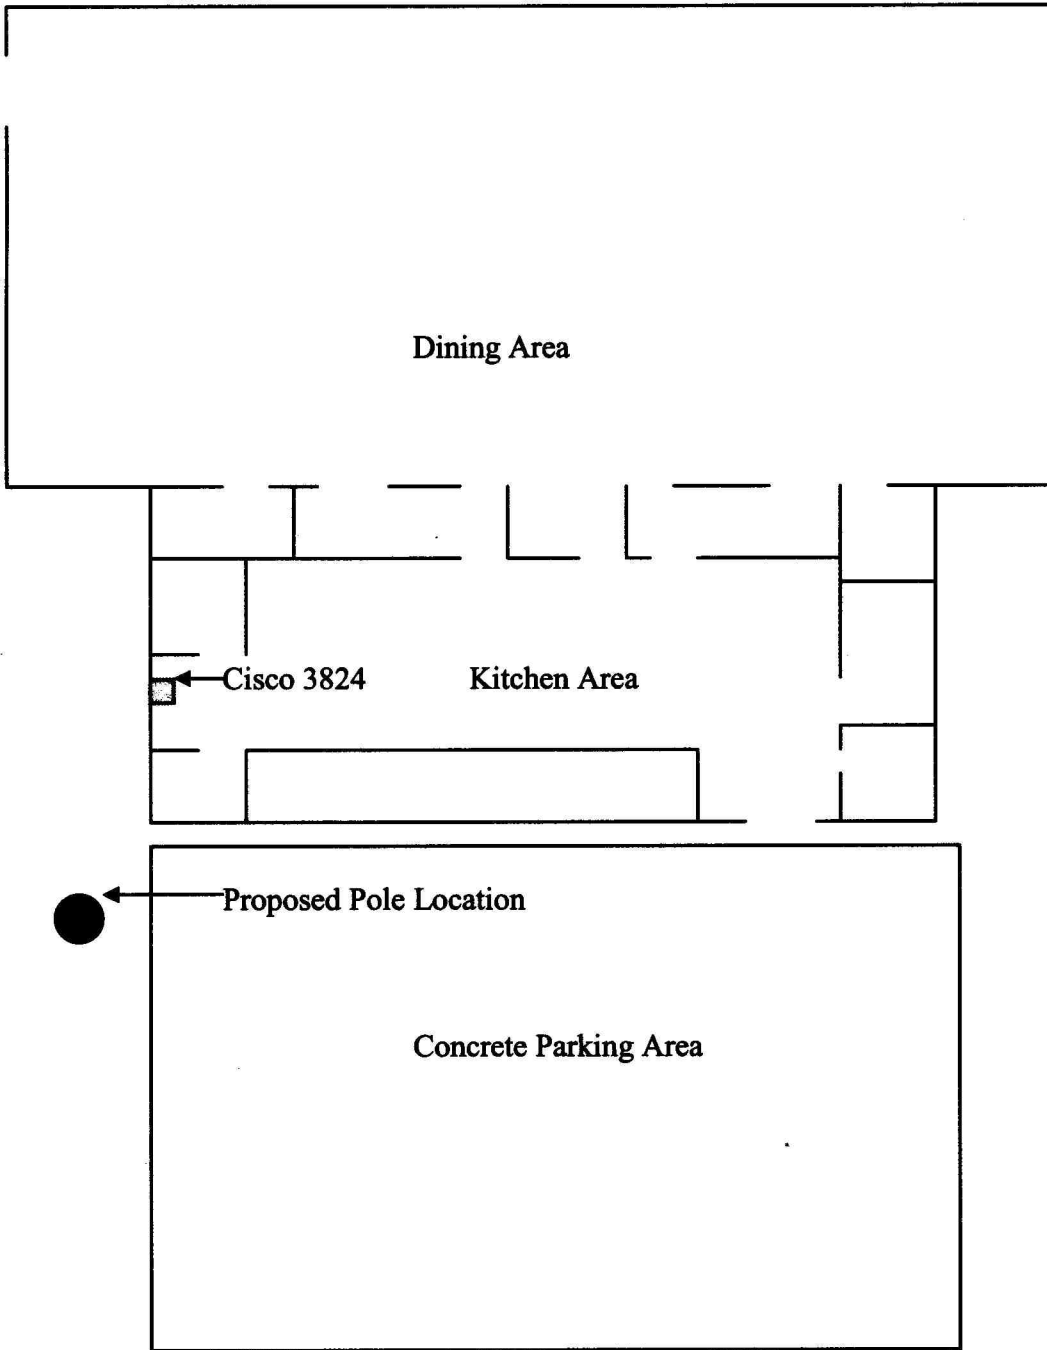 Dining Area
Cisco 3824
Kitchen Area
Proposed Pole Location
Concrete Parking Area